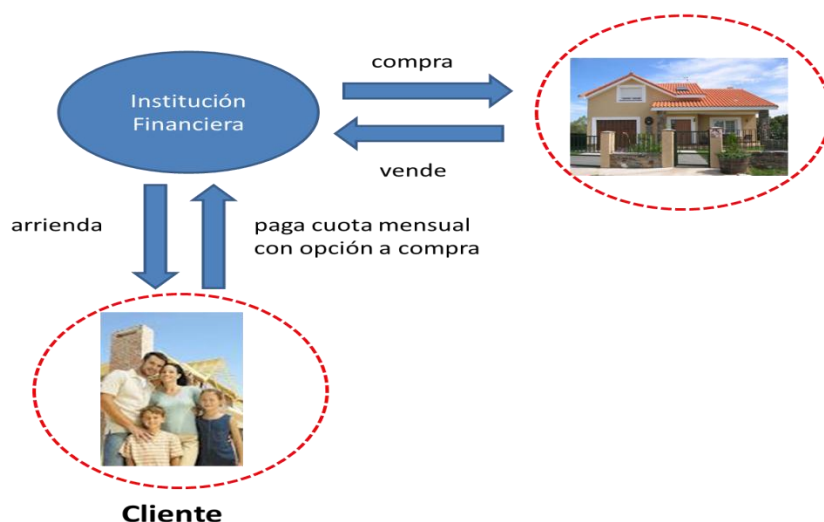 compra
Institución
Financiera
vende
arrienda
paga cuota mensual
con opción a compra
Cliente